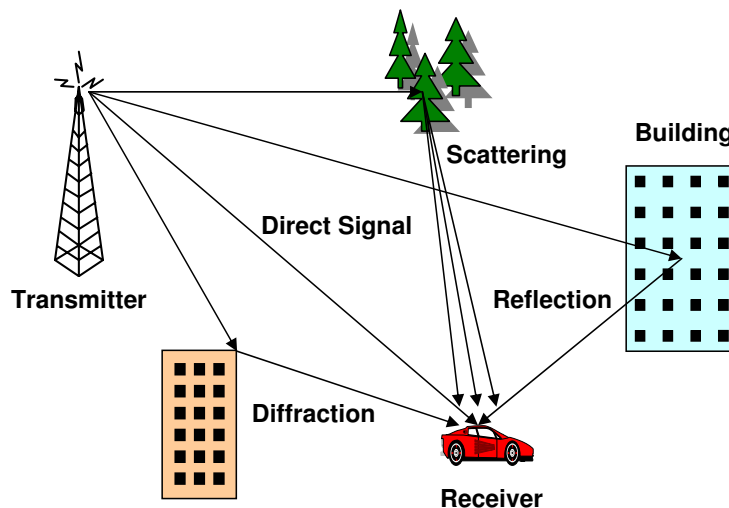 Building
Scattering
Direct Signal
Transmitter
Reflection
Diffraction
Receiver